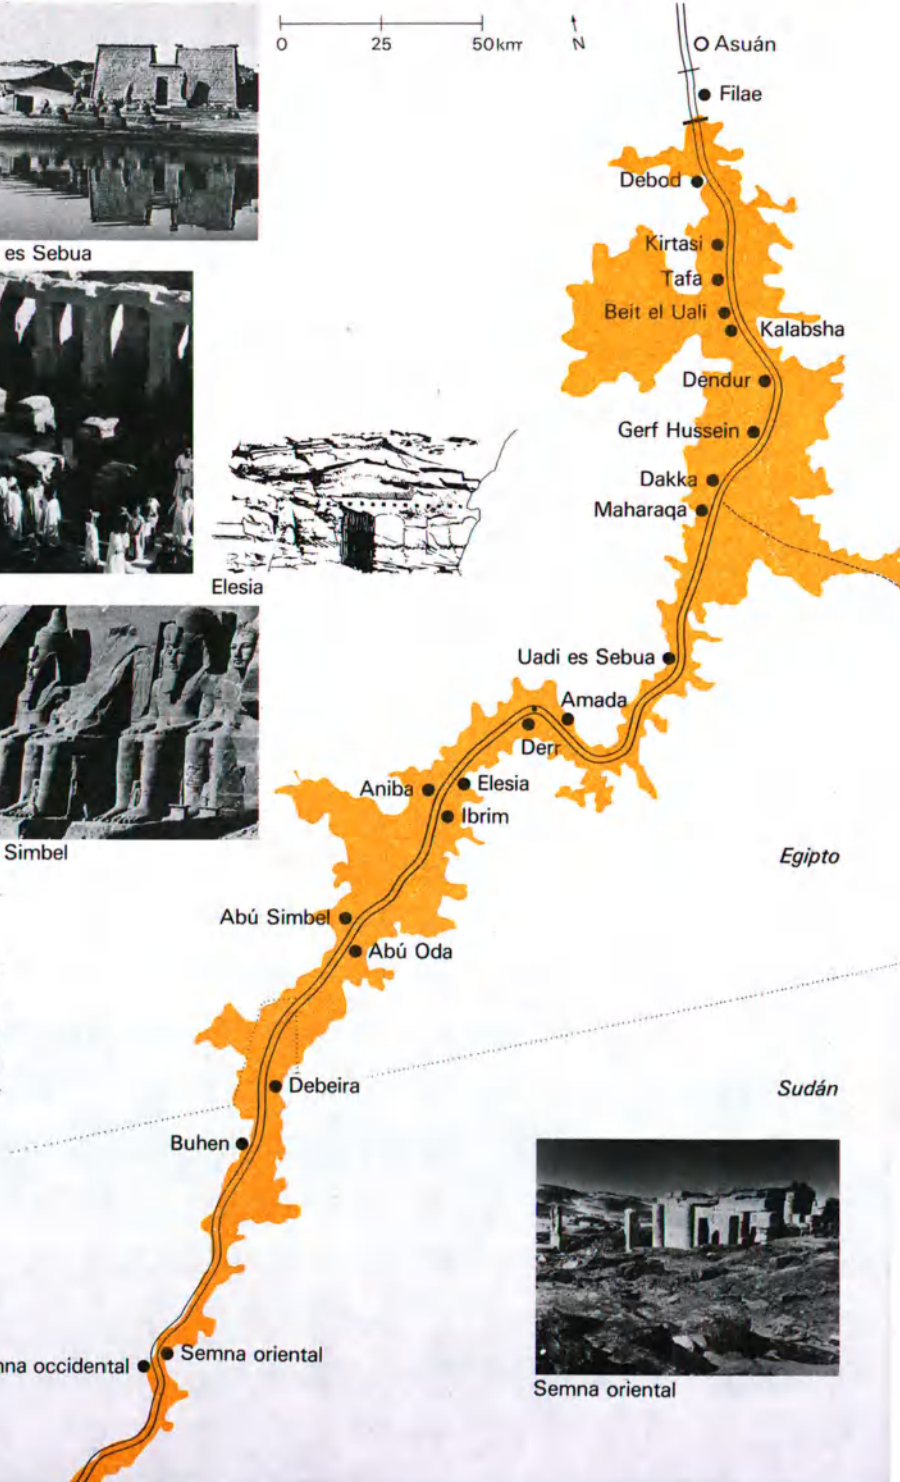 0 25 50km
N
Asuán
Filae
Debod
es Sebua
Kirtasi
Tafa
Beit el Uali
Kalabsha
Dendur
Gerf Hussein
Dakka
Maharaqa
Elesia
Uadi es Sebua
Amada
Derr
Aniba
Elesia
Ibrim
Simbel
Egipto
Abú Simbel
Abú Oda
Debeira
Sudán
Buhen
Semna oriental
nna occidental
Semna oriental